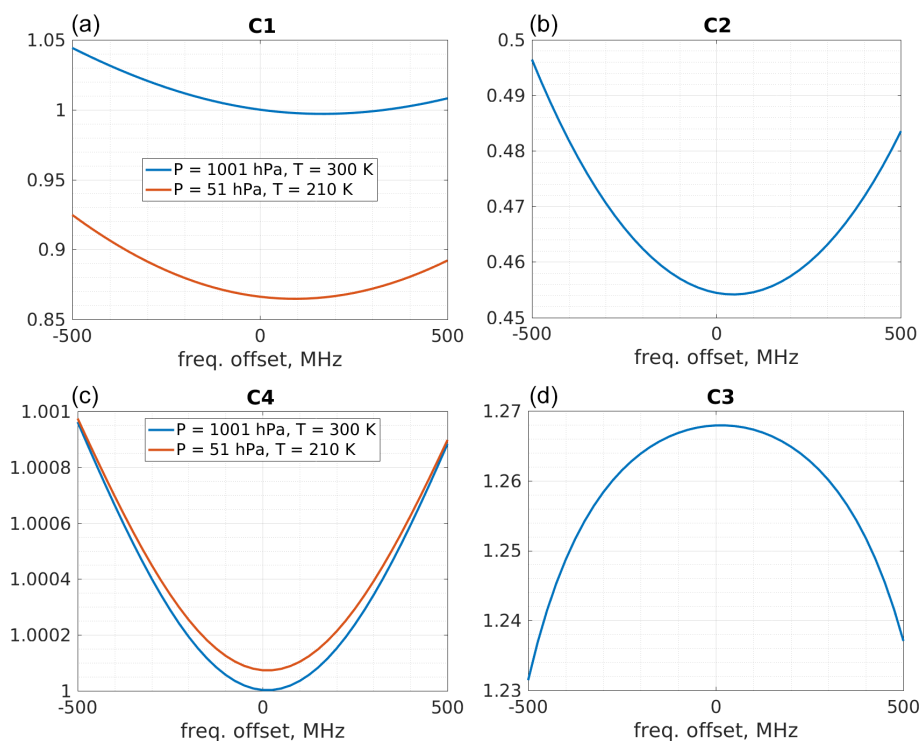 (a) C1
1.05
1
0.95
0.9
0.85
P = 1001 hPa, T = 300 K
P = 51 hPa, T = 210 K
-500 0 500
freq. offset, MHz
(b) C2
0.5
0.49
0.48
0.47
0.46
0.45
-500 0 500
freq. offset, MHz
(c) C4
1.001
1.0008
1.0006
1.0004
1.0002
1
P = 1001 hPa, T = 300 K
P = 51 hPa, T = 210 K
-500 0 500
freq. offset, MHz
(d) C3
1.27
1.26
1.25
1.24
1.23
-500 0 500
freq. offset, MHz